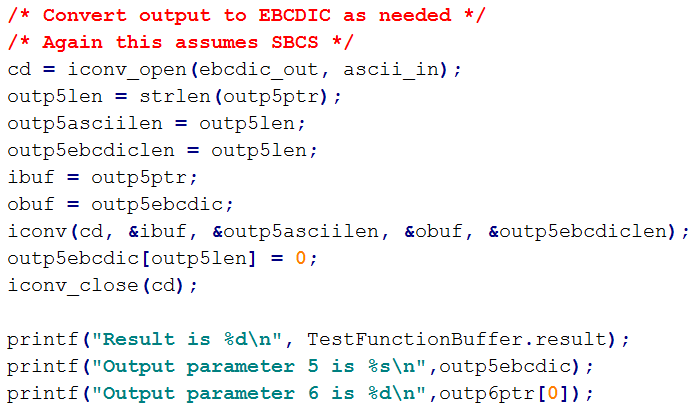 /* Convert output to EBCDIC as needed */
/* Again this assumes SBCS */
cd = iconv_open(ebcdic_out, ascii_in);
outp5len = strlen(outp5ptr);
outp5asciilen = outp5len;
outp5ebcdiclen = outp5len;
ibuf = outp5ptr;
obuf = outp5ebcdic;
iconv(cd, &ibuf, &outp5asciilen, &obuf, &outp5ebcdiclen);
outp5ebcdic[outp5len] = 0;
iconv_close(cd);

printf("Result is %d\n", TestFunctionBuffer.result);
printf("Output parameter 5 is %s\n",outp5ebcdic);
printf("Output parameter 6 is %d\n",outp6ptr[0]);